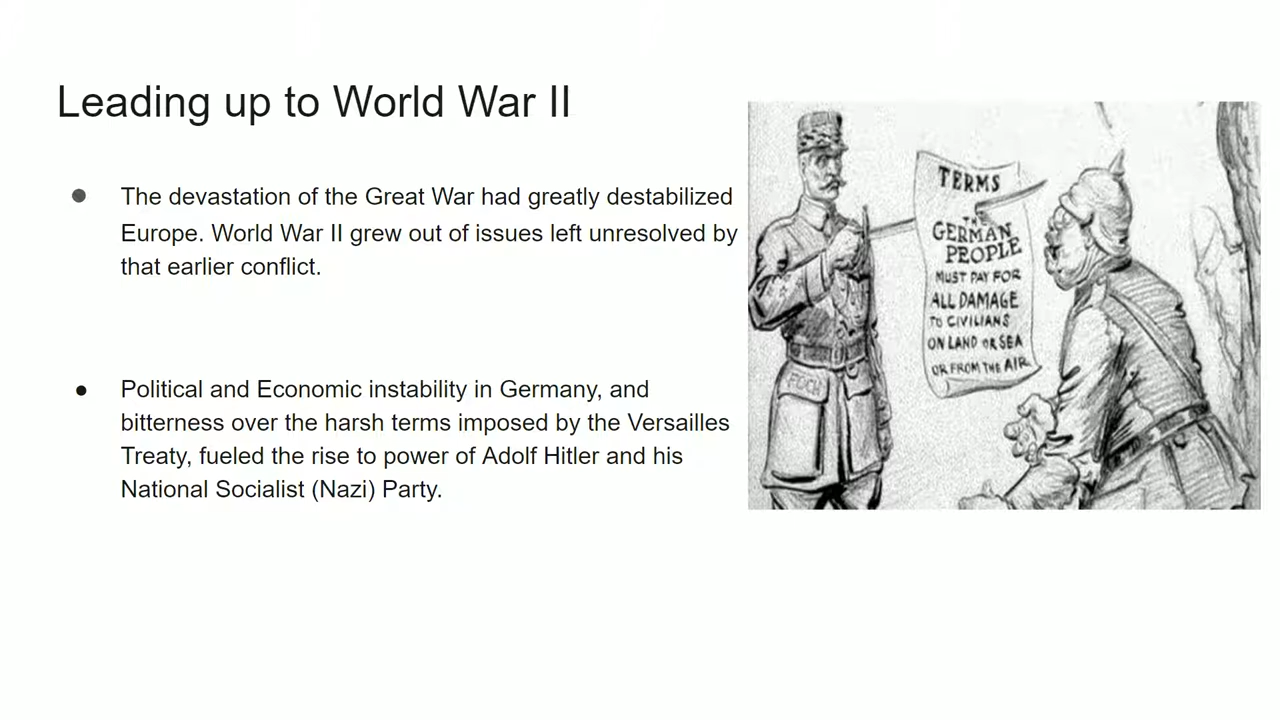 Leading up to World War II
● The devastation of the Great War had greatly destabilized
Europe. World War II grew out of issues left unresolved by
that earlier conflict.
● Political and Economic instability in Germany, and
bitterness over the harsh terms imposed by the Versailles
Treaty, fueled the rise to power of Adolf Hitler and his
National Socialist (Nazi) Party.
TERMS
THE
GERMAN
PEOPLE
MUST PAY FOR
ALL DAMAGE
TO CIVILIANS
ON LAND OR SEA
OR FROM THE AIR
FOCH